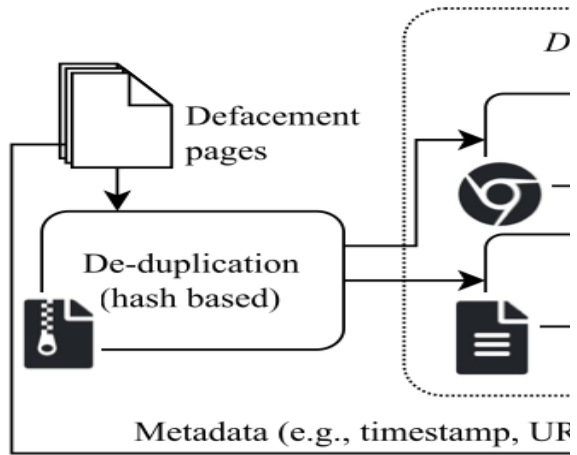 D
Defacement
pages
De-duplication
(hash based)
Metadata (e.g., timestamp, UR